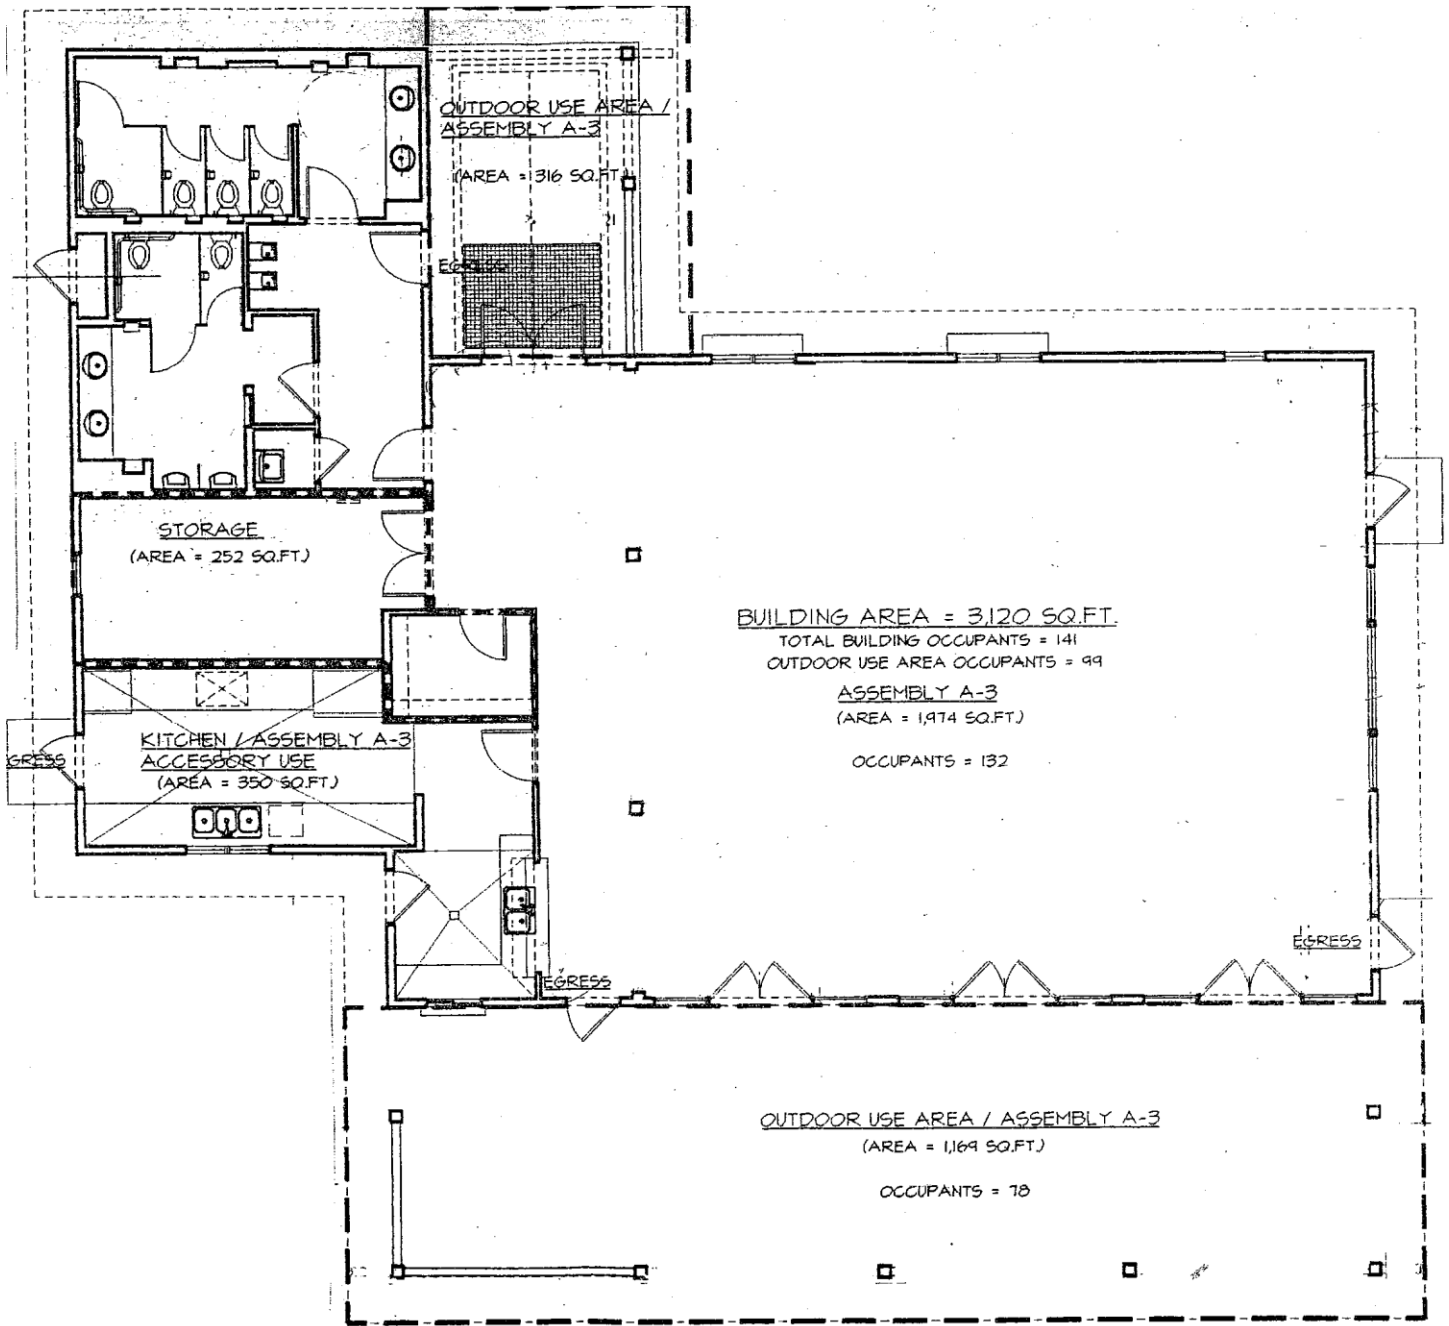 OUTDOOR USE AREA /
ASSEMBLY A-3
(AREA = 316 SQ.FT.)
EGRESS
STORAGE
(AREA = 252 SQ.FT.)
BUILDING AREA = 3,120 SQ.FT.
TOTAL BUILDING OCCUPANTS = 141
OUTDOOR USE AREA OCCUPANTS = 99
ASSEMBLY A-3
(AREA = 1,974 SQ.FT.)
OCCUPANTS = 132
KITCHEN / ASSEMBLY A-3
ACCESSORY USE
(AREA = 350 SQ.FT.)
GRESS
EGRESS
EGRESS
OUTDOOR USE AREA / ASSEMBLY A-3
(AREA = 1,169 SQ.FT.)
OCCUPANTS = 78